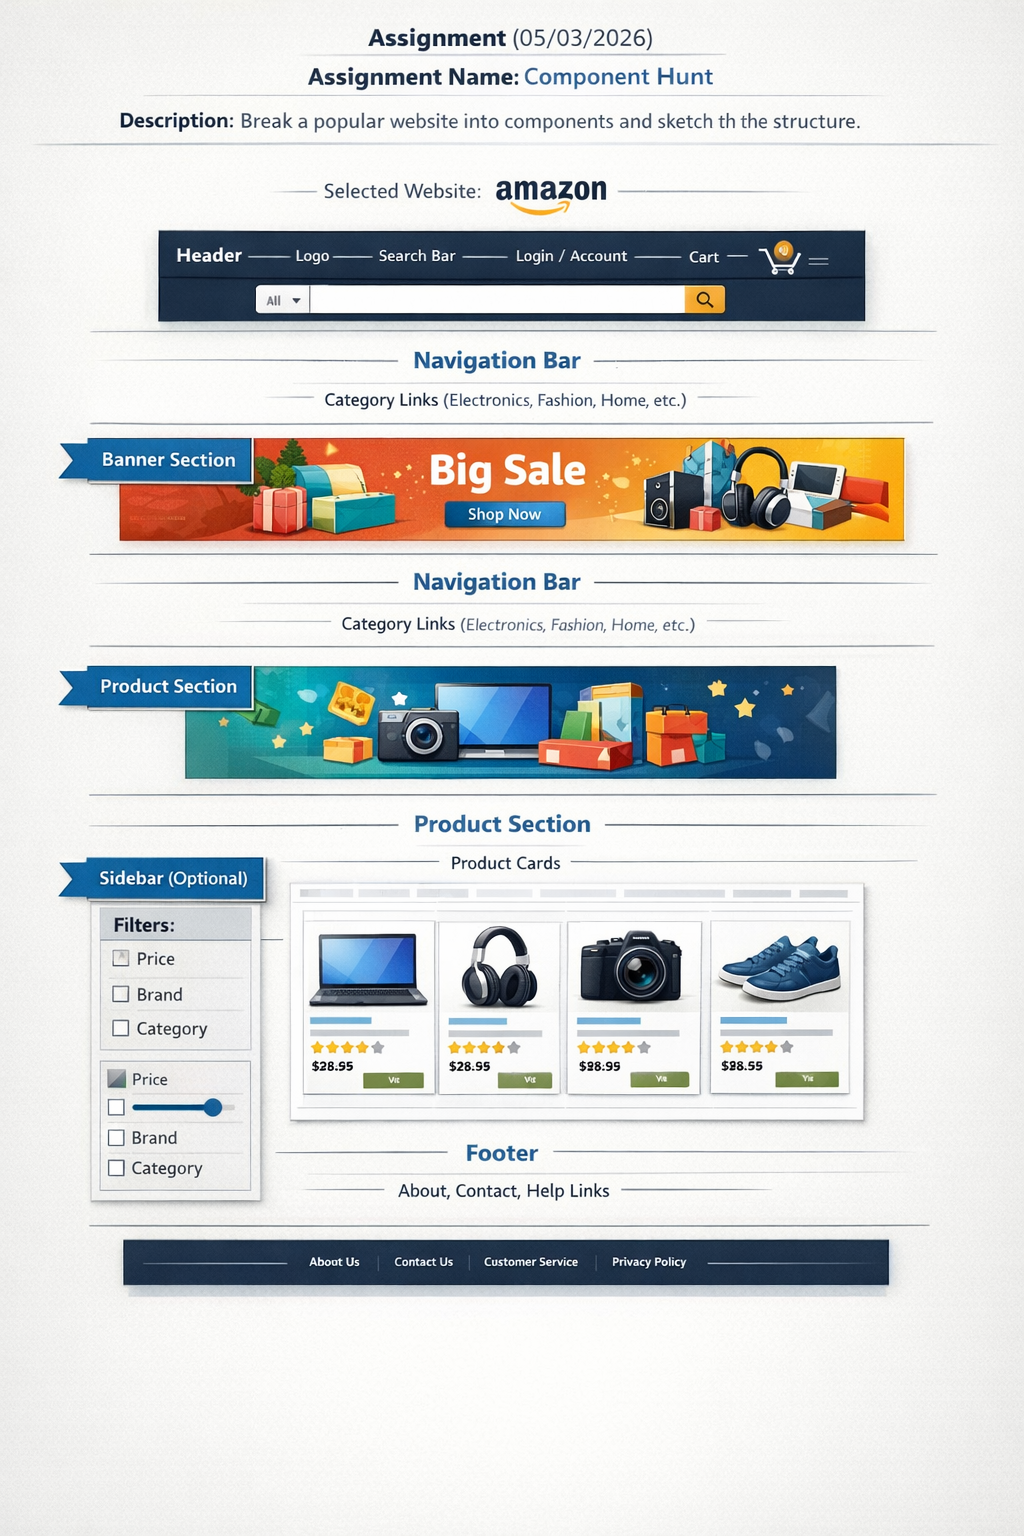 Assignment (05/03/2026)
Assignment Name: Component Hunt
Description: Break a popular website into components and sketch th the structure.
Selected Website: amazon
Header Logo Search Bar Login / Account Cart
All
Navigation Bar
Category Links (Electronics, Fashion, Home, etc.)
Banner Section
Big Sale
Shop Now
Navigation Bar
Category Links (Electronics, Fashion, Home, etc.)
Product Section
Product Section
Product Cards
Sidebar (Optional)
Filters:
Price
Brand
Category
Price
Brand
Category
$28.95 $28.95 $98.99 $98.55
Footer
About, Contact, Help Links
About Us Contact Us Customer Service Privacy Policy